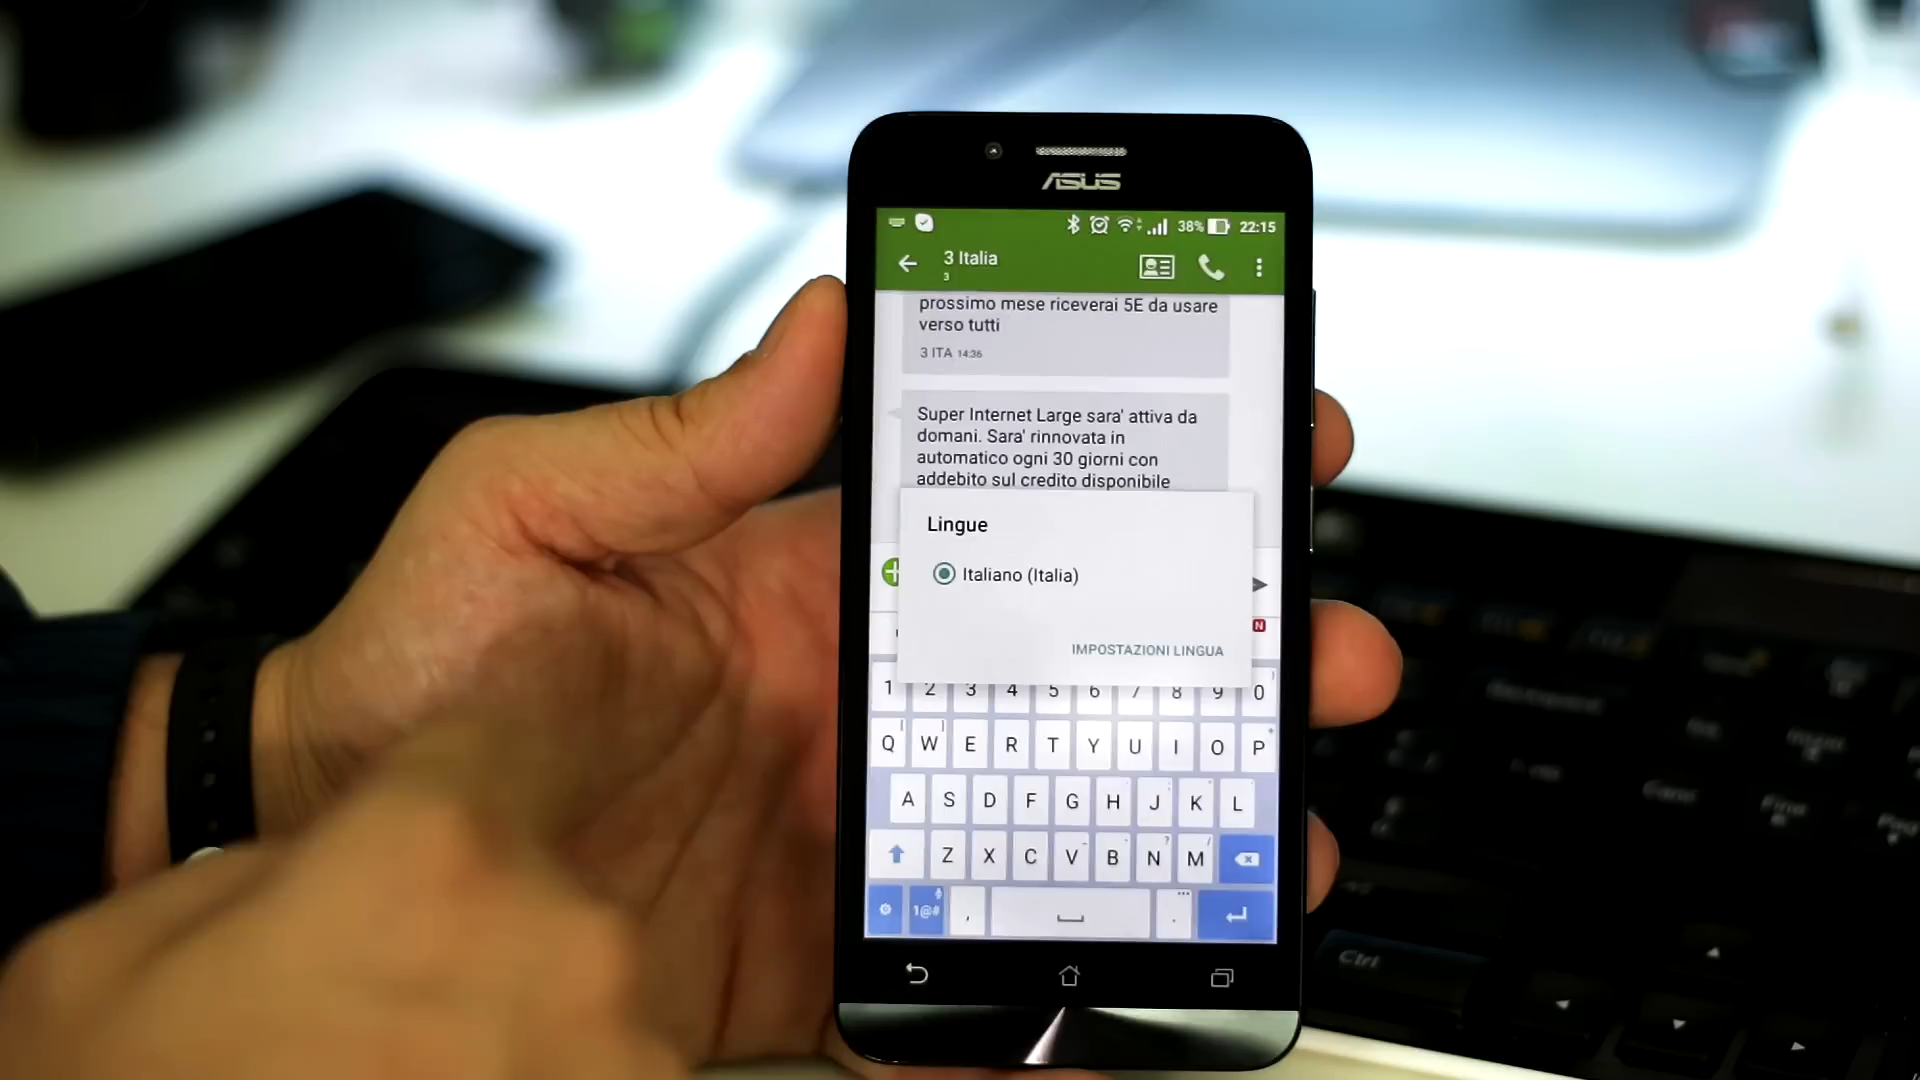 ASUS
38% 22:15
3 Italia
3
prossimo mese riceverai 5E da usare
verso tutti
3 ITA 14:36
Super Internet Large sara' attiva da
domani. Sara' rinnovata in
automatico ogni 30 giorni con
addebito sul credito disponibile
Lingue
Italiano (Italia)
N
IMPOSTAZIONI LINGUA
1 2 3 4 5 6 7 8 9 0
Q W E R T Y U I O P
A S D F G H J K L
Z X C V B N M
1@# , .
Ctrl